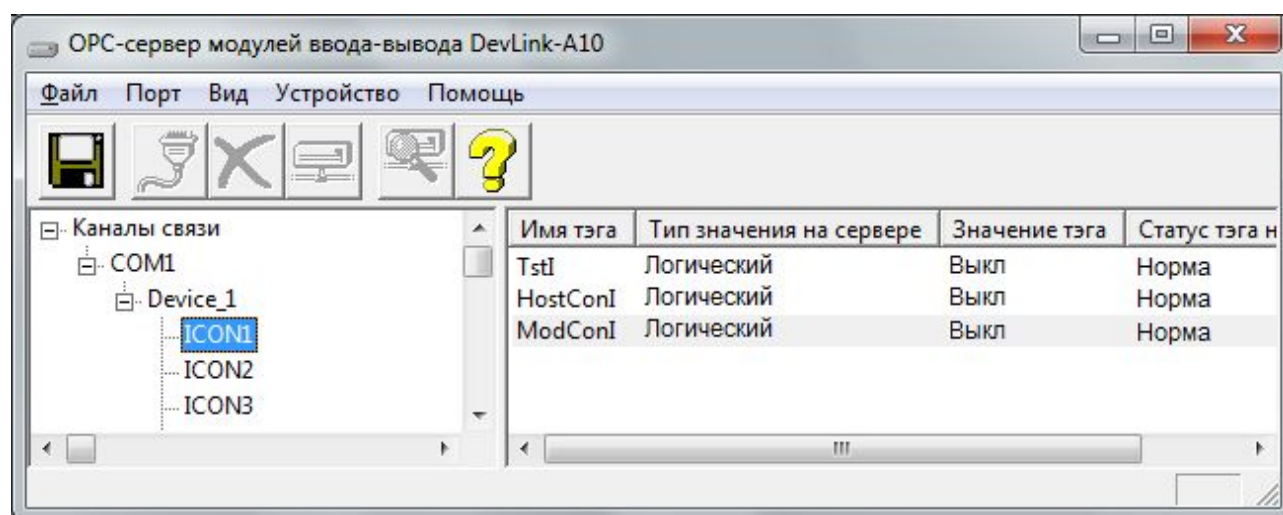 ОРС-сервер модулей ввода-вывода DevLink-A10
Файл Порт Вид Устройство Помощь
Каналы связи
COM1
Device_1
ICON1
ICON2
ICON3
Имя тэга Тип значения на сервере Значение тэга Статус тэга н
TstI Логический Выкл Норма
HostConI Логический Выкл Норма
ModConI Логический Выкл Норма